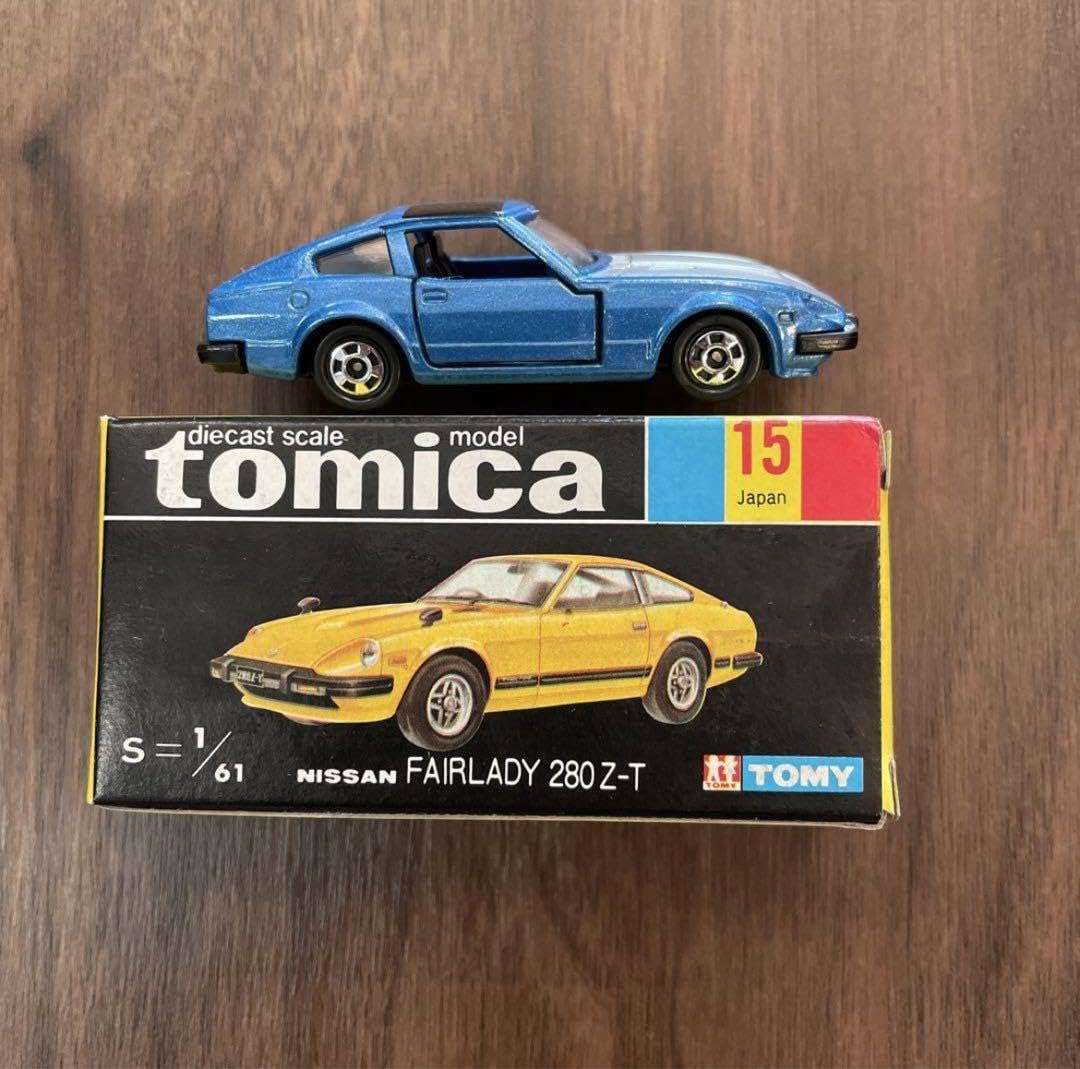 diecast scale model
tomica
15
Japan
S = 1/61
NISSAN FAIRLADY 280Z-T
TOMY
TOMY